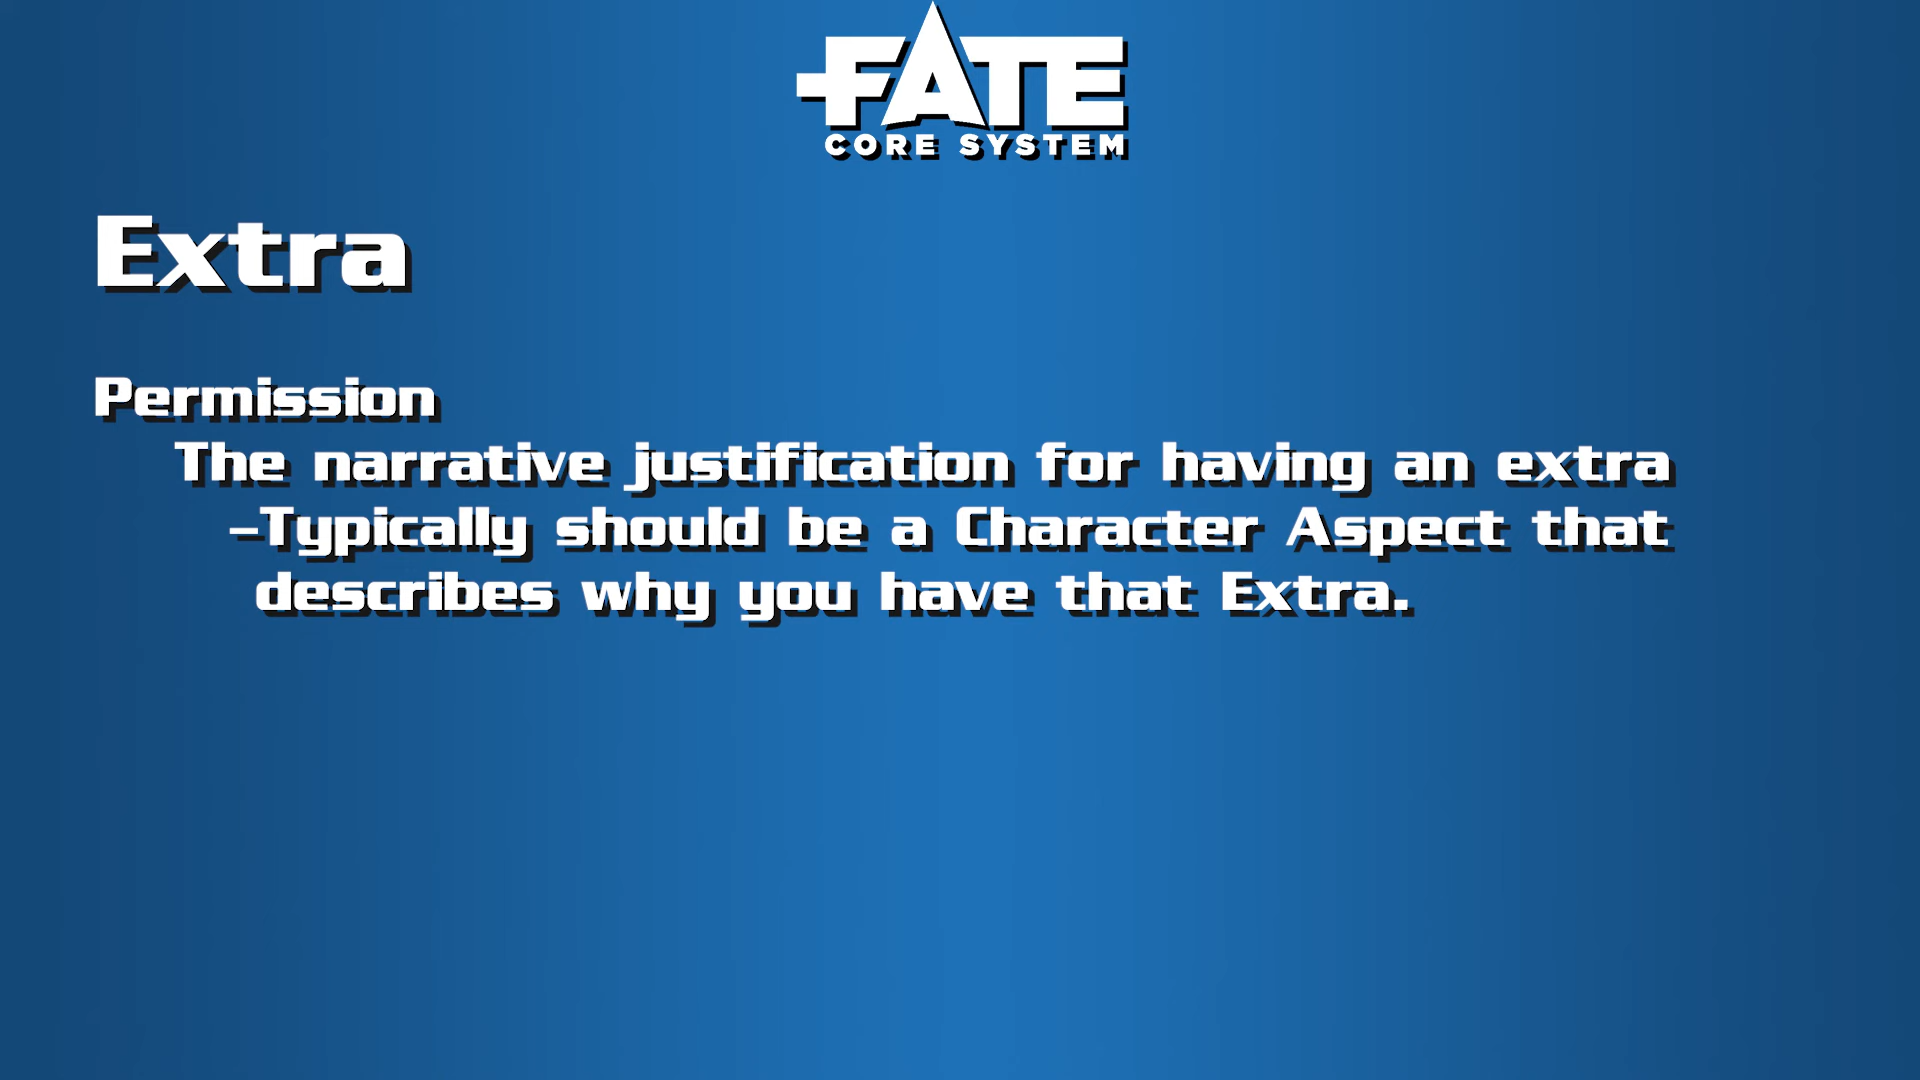 FATE
CORE SYSTEM
Extra
Permission
The narrative justification for having an extra
-Typically should be a Character Aspect that
describes why you have that Extra.